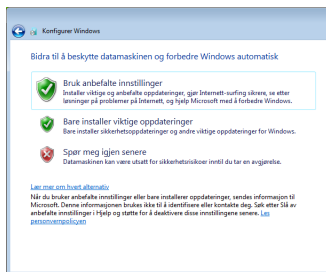 Konfigurer Windows
Bidra til å beskytte datamaskinen og forbedre Windows automatisk
Bruk anbefalte innstillinger
Installer viktige og anbefalte oppdateringer, gjør Internett-surfing sikrere, se etter
løsninger på problemer på Internett, og hjelp Microsoft med å forbedre Windows.
Bare installer viktige oppdateringer
Bare installer sikkerhetsoppdateringer og andre viktige oppdateringer for Windows.
Spør meg igjen senere
Datamaskinen kan være utsatt for sikkerhetsrisikoer inntil du tar en avgjørelse.
Lær mer om hvert alternativ
Når du bruker anbefalte innstillinger eller bare installerer oppdateringer, sendes informasjon til
Microsoft. Denne informasjonen brukes ikke til å identifisere eller kontakte deg. Søk etter Slå av
anbefalte innstillinger i Hjelp og støtte for å deaktivere disse innstillingene senere. Les
personvernpolicyen